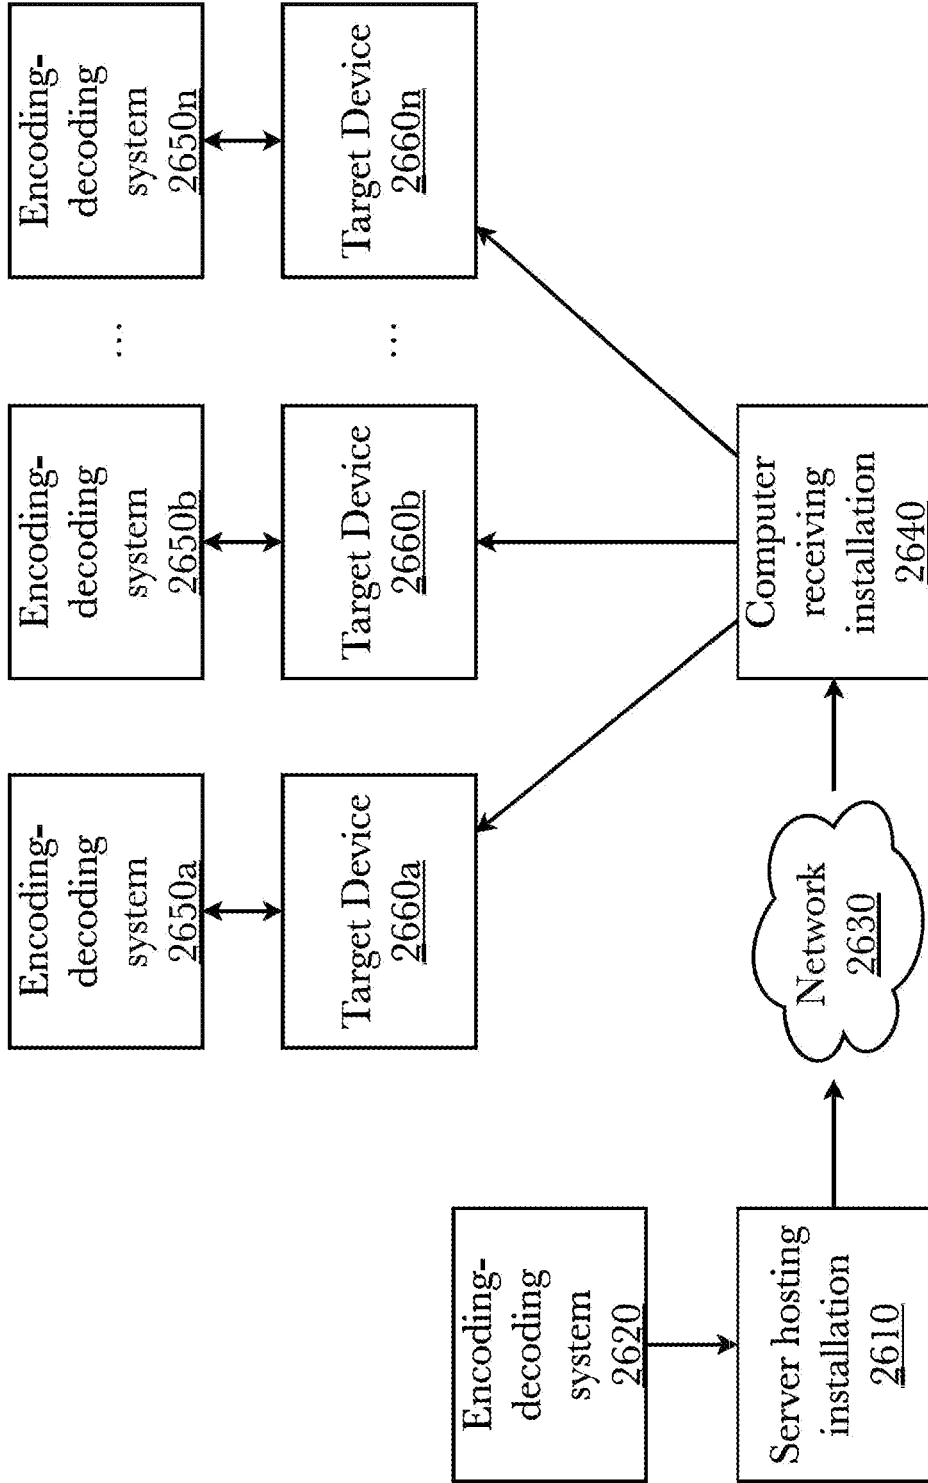 Encoding-
decoding
system
2620
Server hosting
installation
2610
Network
2630
Encoding-
decoding
system
2650a
Target Device
2660a
Encoding-
decoding
system
2650b
Target Device
2660b
Computer
receiving
installation
2640
...
...
Encoding-
decoding
system
2650n
Target Device
2660n